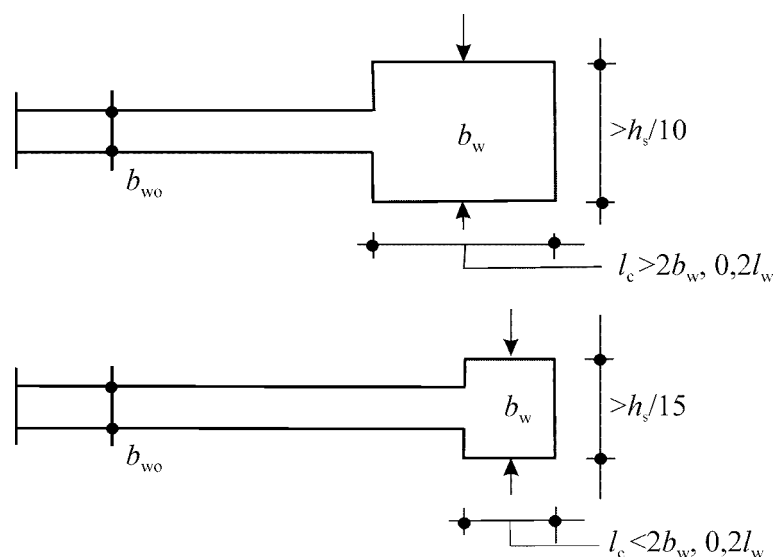 b_w
>h_s/10
b_wo
l_c>2b_w, 0,2l_w
b_w
>h_s/15
b_wo
l_c<2b_w, 0,2l_w